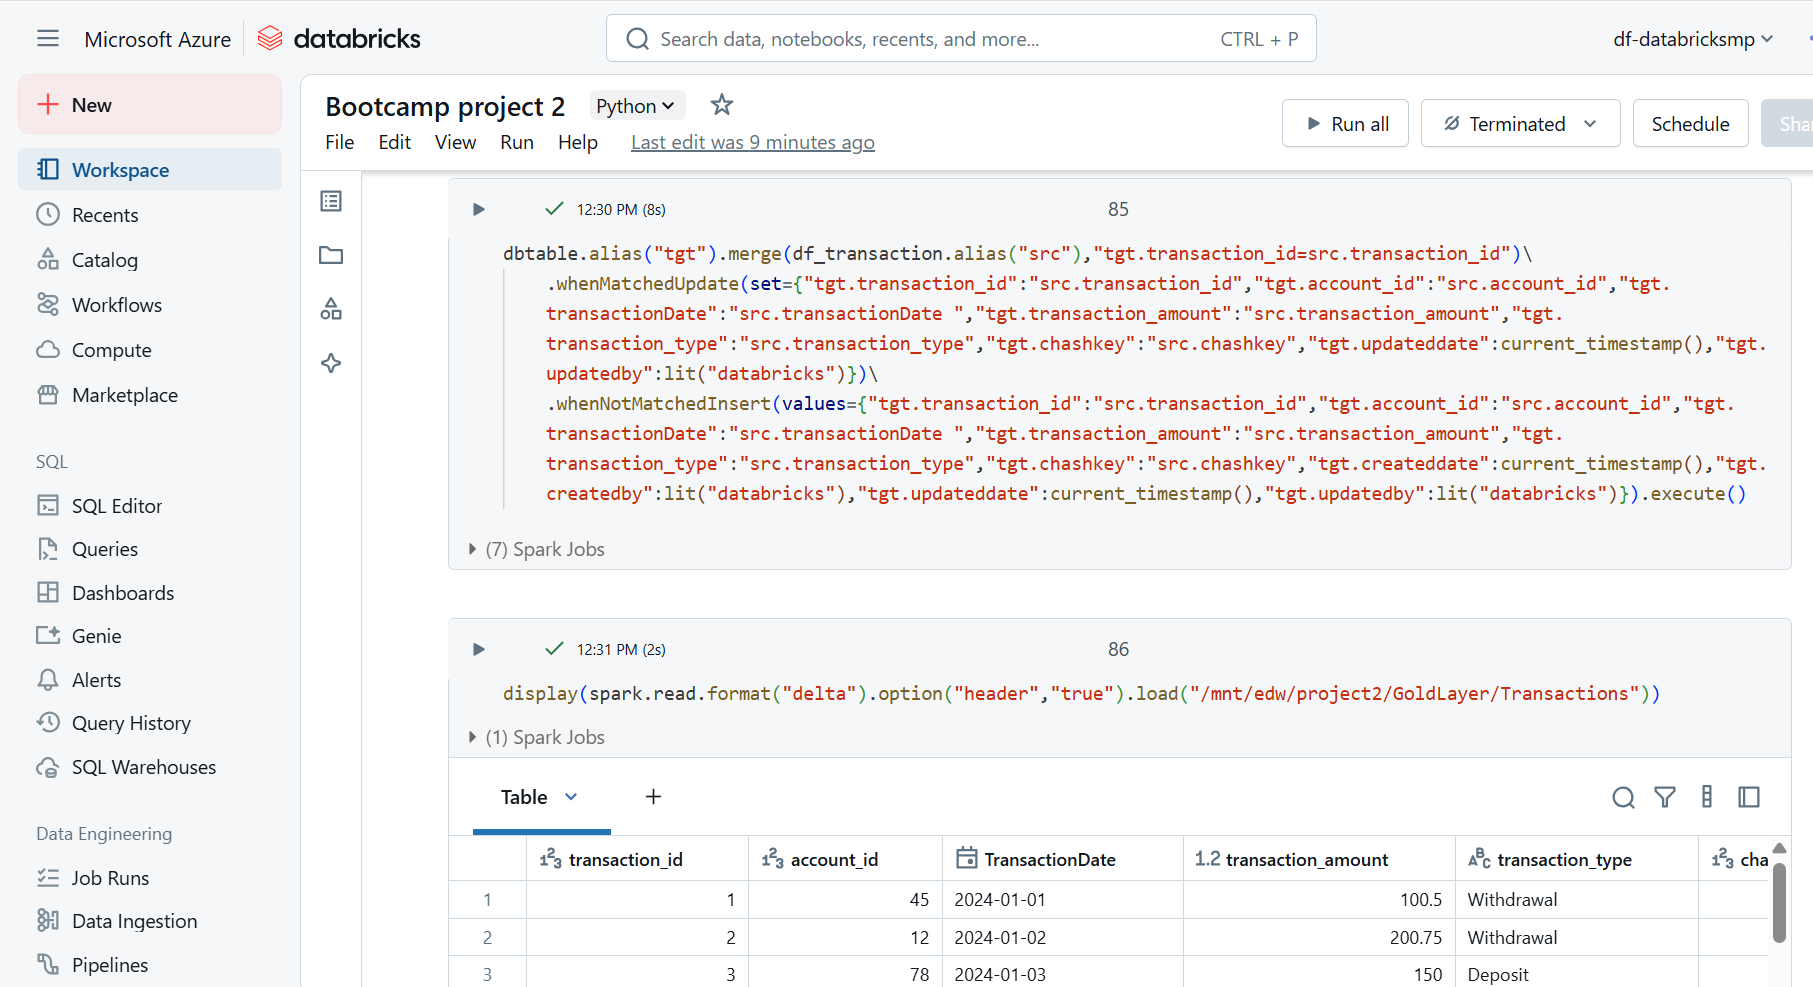 Microsoft Azure databricks
Search data, notebooks, recents, and more... CTRL + P
df-databricksmp
New
Workspace
Recents
Catalog
Workflows
Compute
Marketplace
SQL
SQL Editor
Queries
Dashboards
Genie
Alerts
Query History
SQL Warehouses
Data Engineering
Job Runs
Data Ingestion
Pipelines
Bootcamp project 2 Python
File Edit View Run Help Last edit was 9 minutes ago
Run all Terminated Schedule Shar
12:30 PM (8s) 85
dbtable.alias("tgt").merge(df_transaction.alias("src"),"tgt.transaction_id=src.transaction_id")\
.whenMatchedUpdate(set={"tgt.transaction_id":"src.transaction_id","tgt.account_id":"src.account_id","tgt.
transactionDate":"src.transactionDate ","tgt.transaction_amount":"src.transaction_amount","tgt.
transaction_type":"src.transaction_type","tgt.chashkey":"src.chashkey","tgt.updateddate":current_timestamp(),"tgt.
updatedby":lit("databricks")})\
.whenNotMatchedInsert(values={"tgt.transaction_id":"src.transaction_id","tgt.account_id":"src.account_id","tgt.
transactionDate":"src.transactionDate ","tgt.transaction_amount":"src.transaction_amount","tgt.
transaction_type":"src.transaction_type","tgt.chashkey":"src.chashkey","tgt.createddate":current_timestamp(),"tgt.
createdby":lit("databricks"),"tgt.updateddate":current_timestamp(),"tgt.updatedby":lit("databricks")}).execute()
(7) Spark Jobs
12:31 PM (2s) 86
display(spark.read.format("delta").option("header","true").load("/mnt/edw/project2/GoldLayer/Transactions"))
(1) Spark Jobs
Table +
123 transaction_id 123 account_id TransactionDate 1.2 transaction_amount ABC transaction_type 123 cha
1 1 45 2024-01-01 100.5 Withdrawal
2 2 12 2024-01-02 200.75 Withdrawal
3 3 78 2024-01-03 150 Deposit